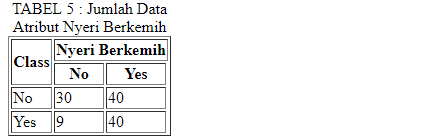 TABEL 5 : Jumlah Data
Atribut Nyeri Berkemih
Class Nyeri Berkemih
No Yes
No 30 40
Yes 9 40